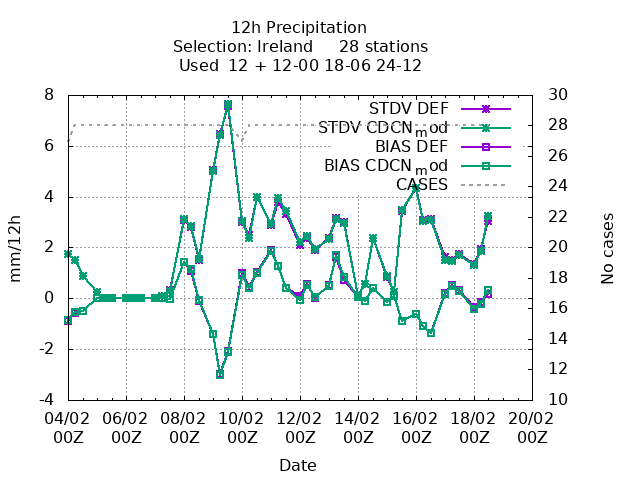 12h Precipitation
Selection: Ireland     28 stations
Used  12 + 12-00 18-06 24-12
STDV DEF
STDV CDCNmod
BIAS DEF
BIAS CDCNmod
CASES
8
6
4
2
0
-2
-4
mm/12h
30
28
26
24
22
20
18
16
14
12
10
No cases
04/02 06/02 08/02 10/02 12/02 14/02 16/02 18/02 20/02
00Z 00Z 00Z 00Z 00Z 00Z 00Z 00Z 00Z
Date